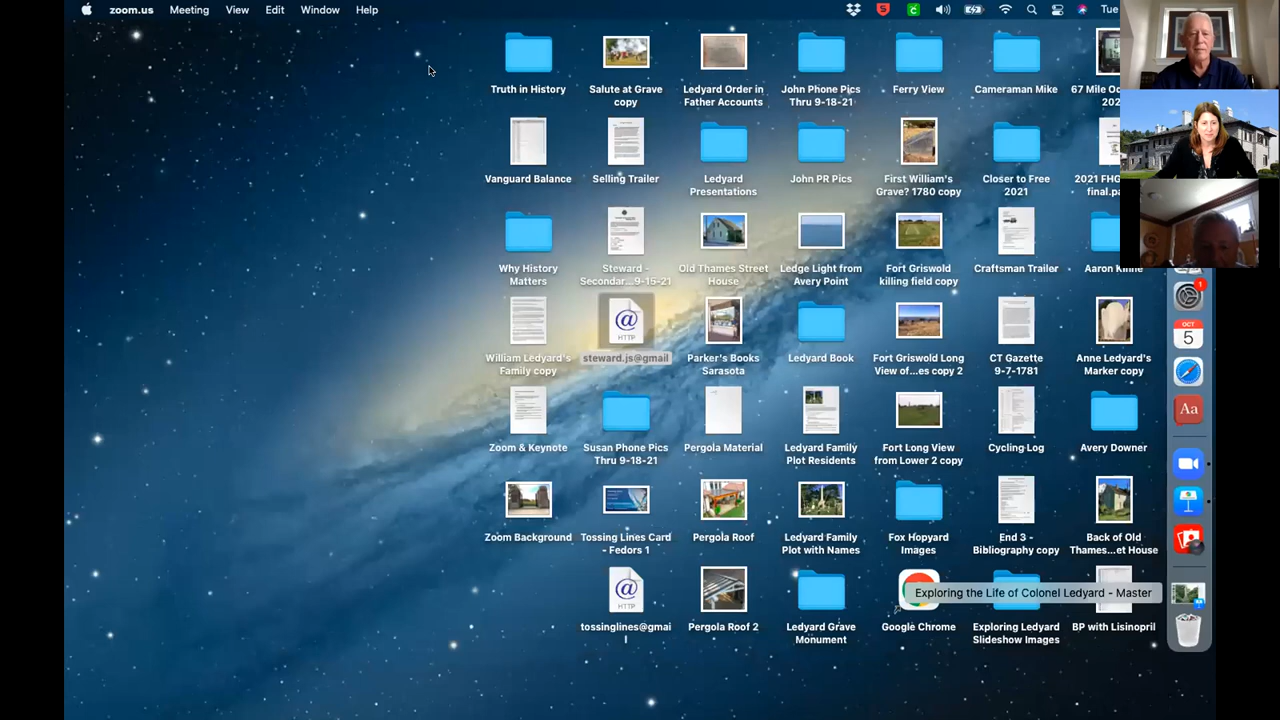 zoom.us Meeting View Edit Window Help Tue
Truth in History
Salute at Grave
copy
Ledyard Order in
Father Accounts
John Phone Pics
Thru 9-18-21
Ferry View
Cameraman Mike
67 Mile Oc
202
Vanguard Balance
Selling Trailer
Ledyard
Presentations
John PR Pics
First William's
Grave? 1780 copy
Closer to Free
2021
2021 FHG
final.pa
Why History
Matters
Steward -
Secondar...9-15-21
Old Thames Street
House
Ledge Light from
Avery Point
Fort Griswold
killing field copy
Craftsman Trailer
Aaron Kinne
1
William Ledyard's
Family copy
@
HTTP
steward.js@gmail
Parker's Books
Sarasota
Ledyard Book
Fort Griswold Long
View of...es copy 2
CT Gazette
9-7-1781
Anne Ledyard's
Marker copy
OCT
5
Zoom & Keynote
Susan Phone Pics
Thru 9-18-21
Pergola Material
Ledyard Family
Plot Residents
Fort Long View
from Lower 2 copy
Cycling Log
Avery Downer
Aa
Zoom Background
Tossing Lines Card
- Fedors 1
Pergola Roof
Ledyard Family
Plot with Names
Fox Hopyard
Images
End 3 -
Bibliography copy
Back of Old
Thames...et House
@
HTTP
tossinglines@gmai
l
Pergola Roof 2
Ledyard Grave
Monument
Google Chrome
Exploring Ledyard
Slideshow Images
BP with Lisinopril
Exploring the Life of Colonel Ledyard - Master